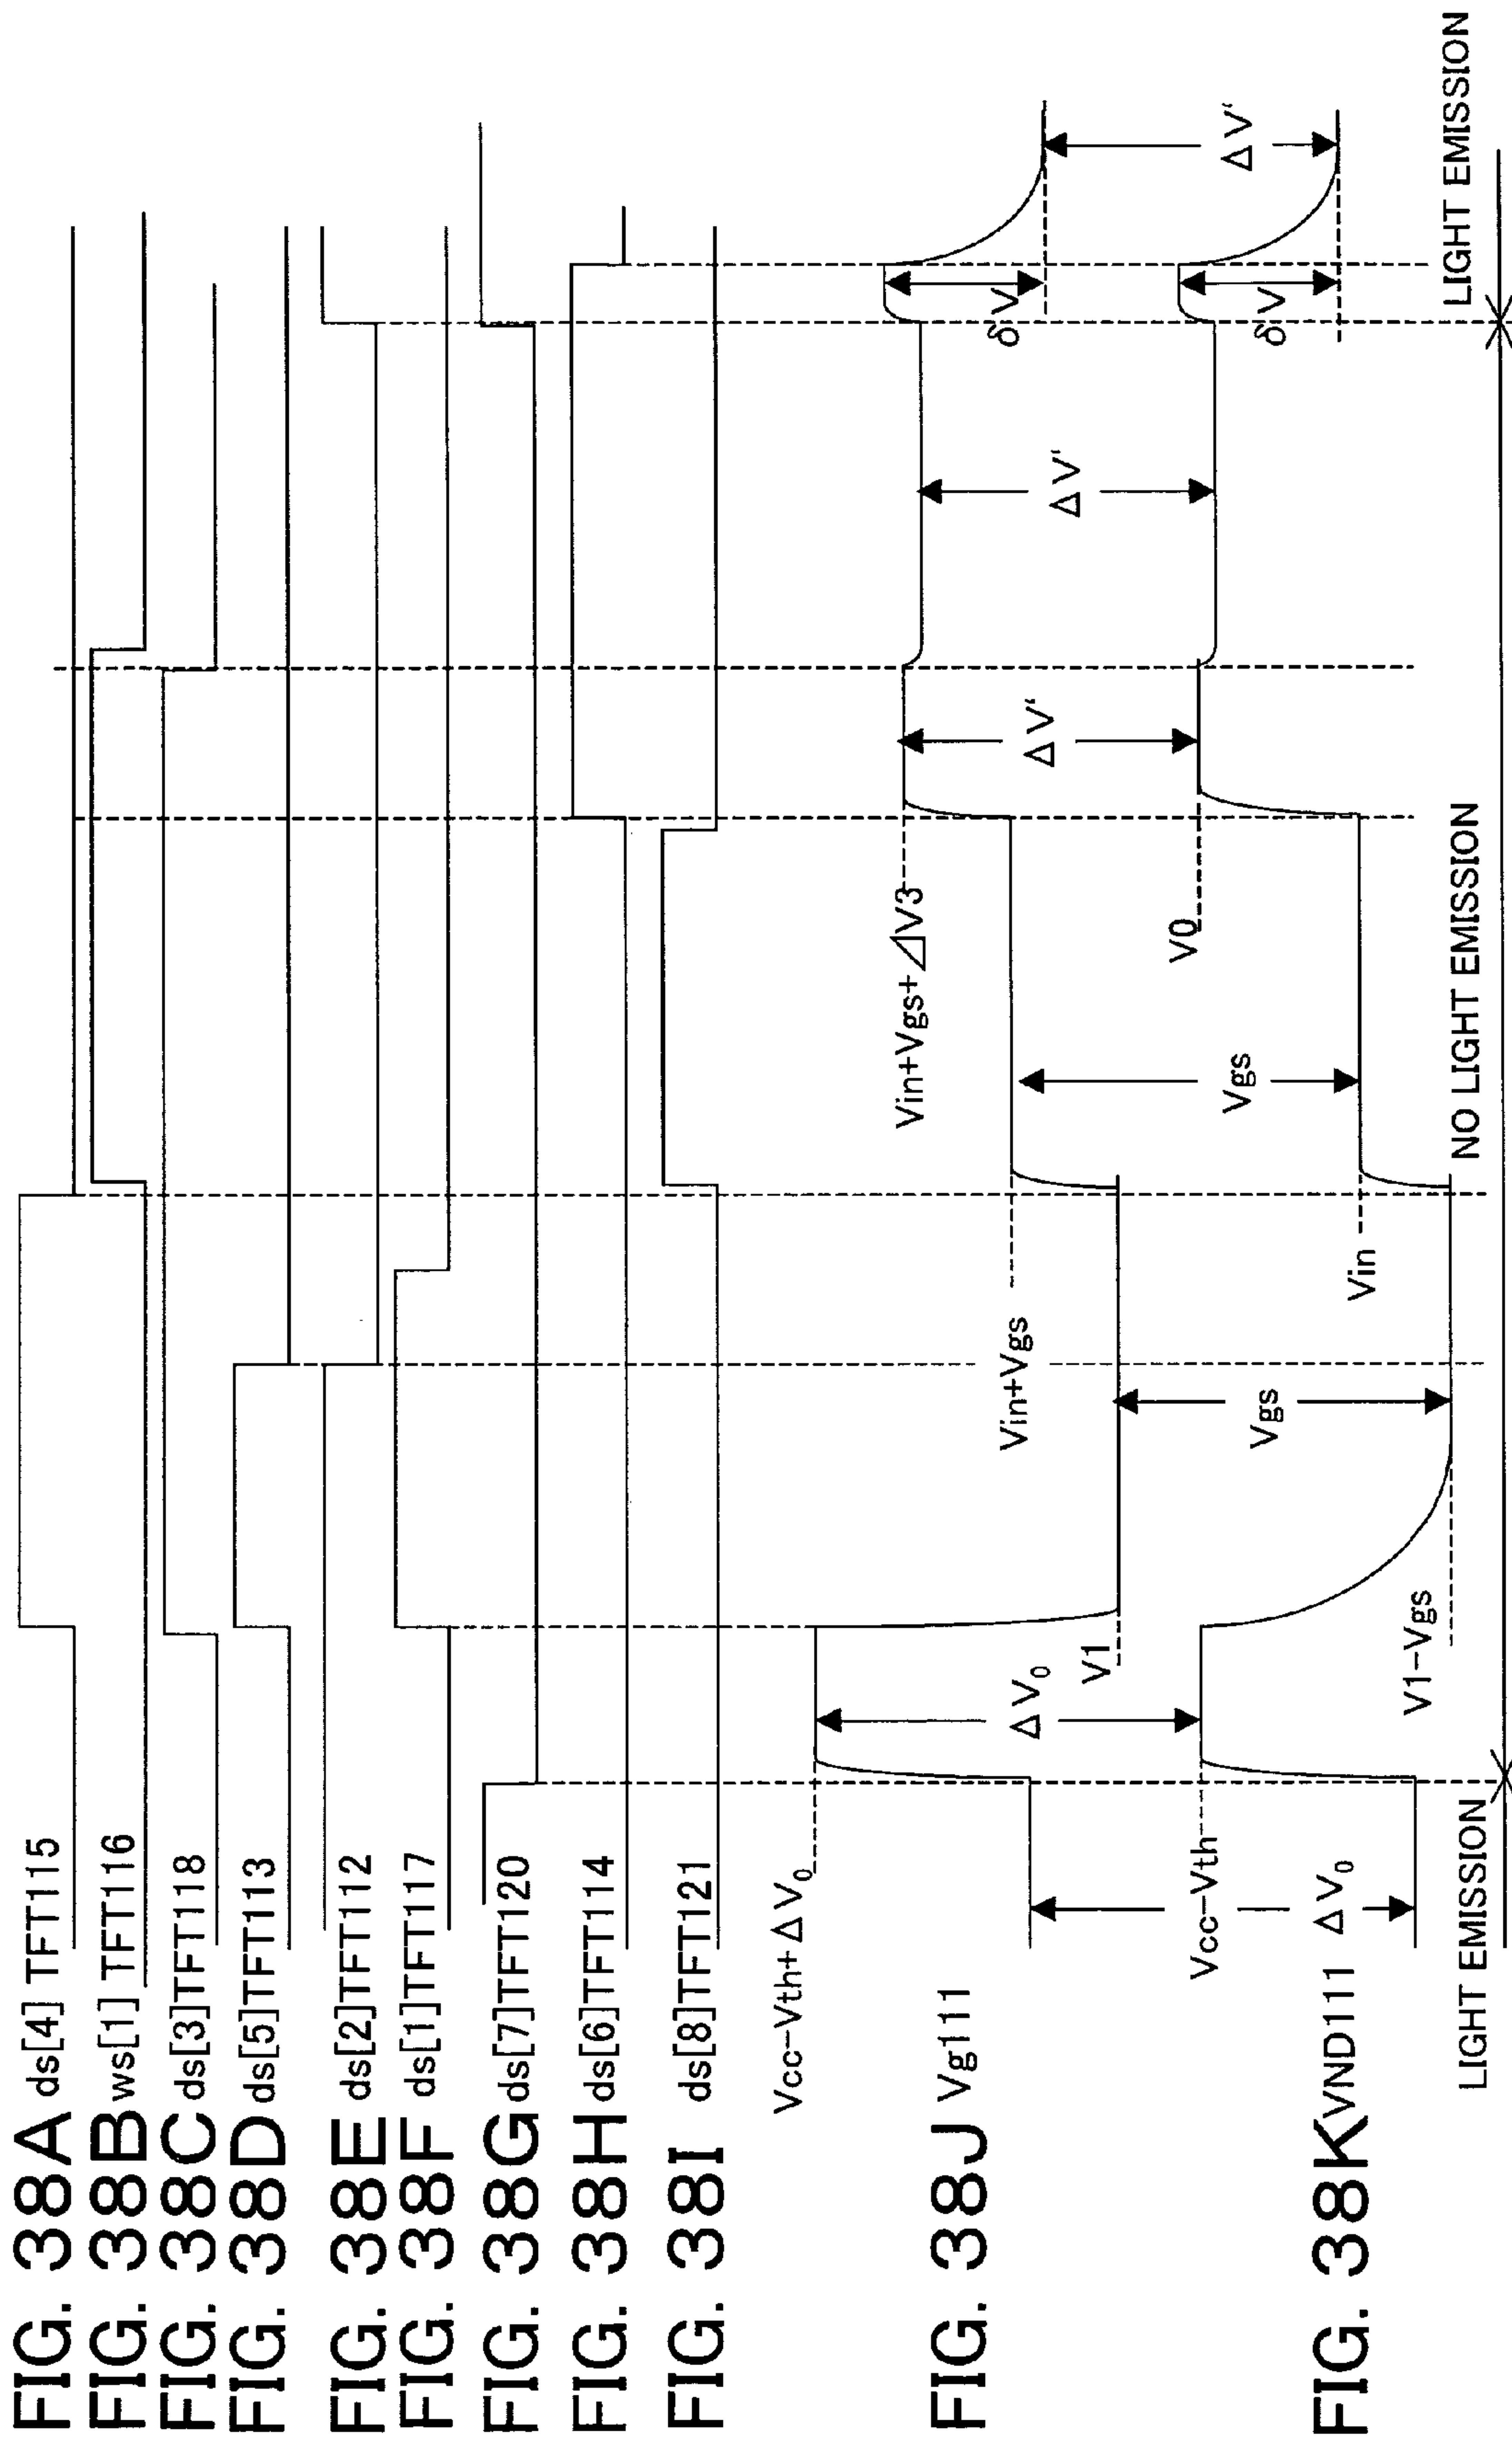 FIG. 38A ds[4] TFT115
FIG. 38B ws[1] TFT116
FIG. 38C ds[3]TFT118
FIG. 38D ds[5]TFT113
FIG. 38E ds[2]TFT112
FIG. 38F ds[1]TFT117
FIG. 38G ds[7]TFT120
FIG. 38H ds[6]TFT114
FIG. 38I ds[8]TFT121
Vcc-Vth+ΔV₀
FIG. 38J Vg111
ΔV₀
V1
Vin+Vgs
Vin+Vgs+ΔV3
ΔV'
ΔV'
δV
ΔV'
Vcc-Vth
Vgs
Vgs
V0
δV
FIG. 38K VND111 ΔV₀
V1-Vgs
Vin
LIGHT EMISSION
NO LIGHT EMISSION
LIGHT EMISSION